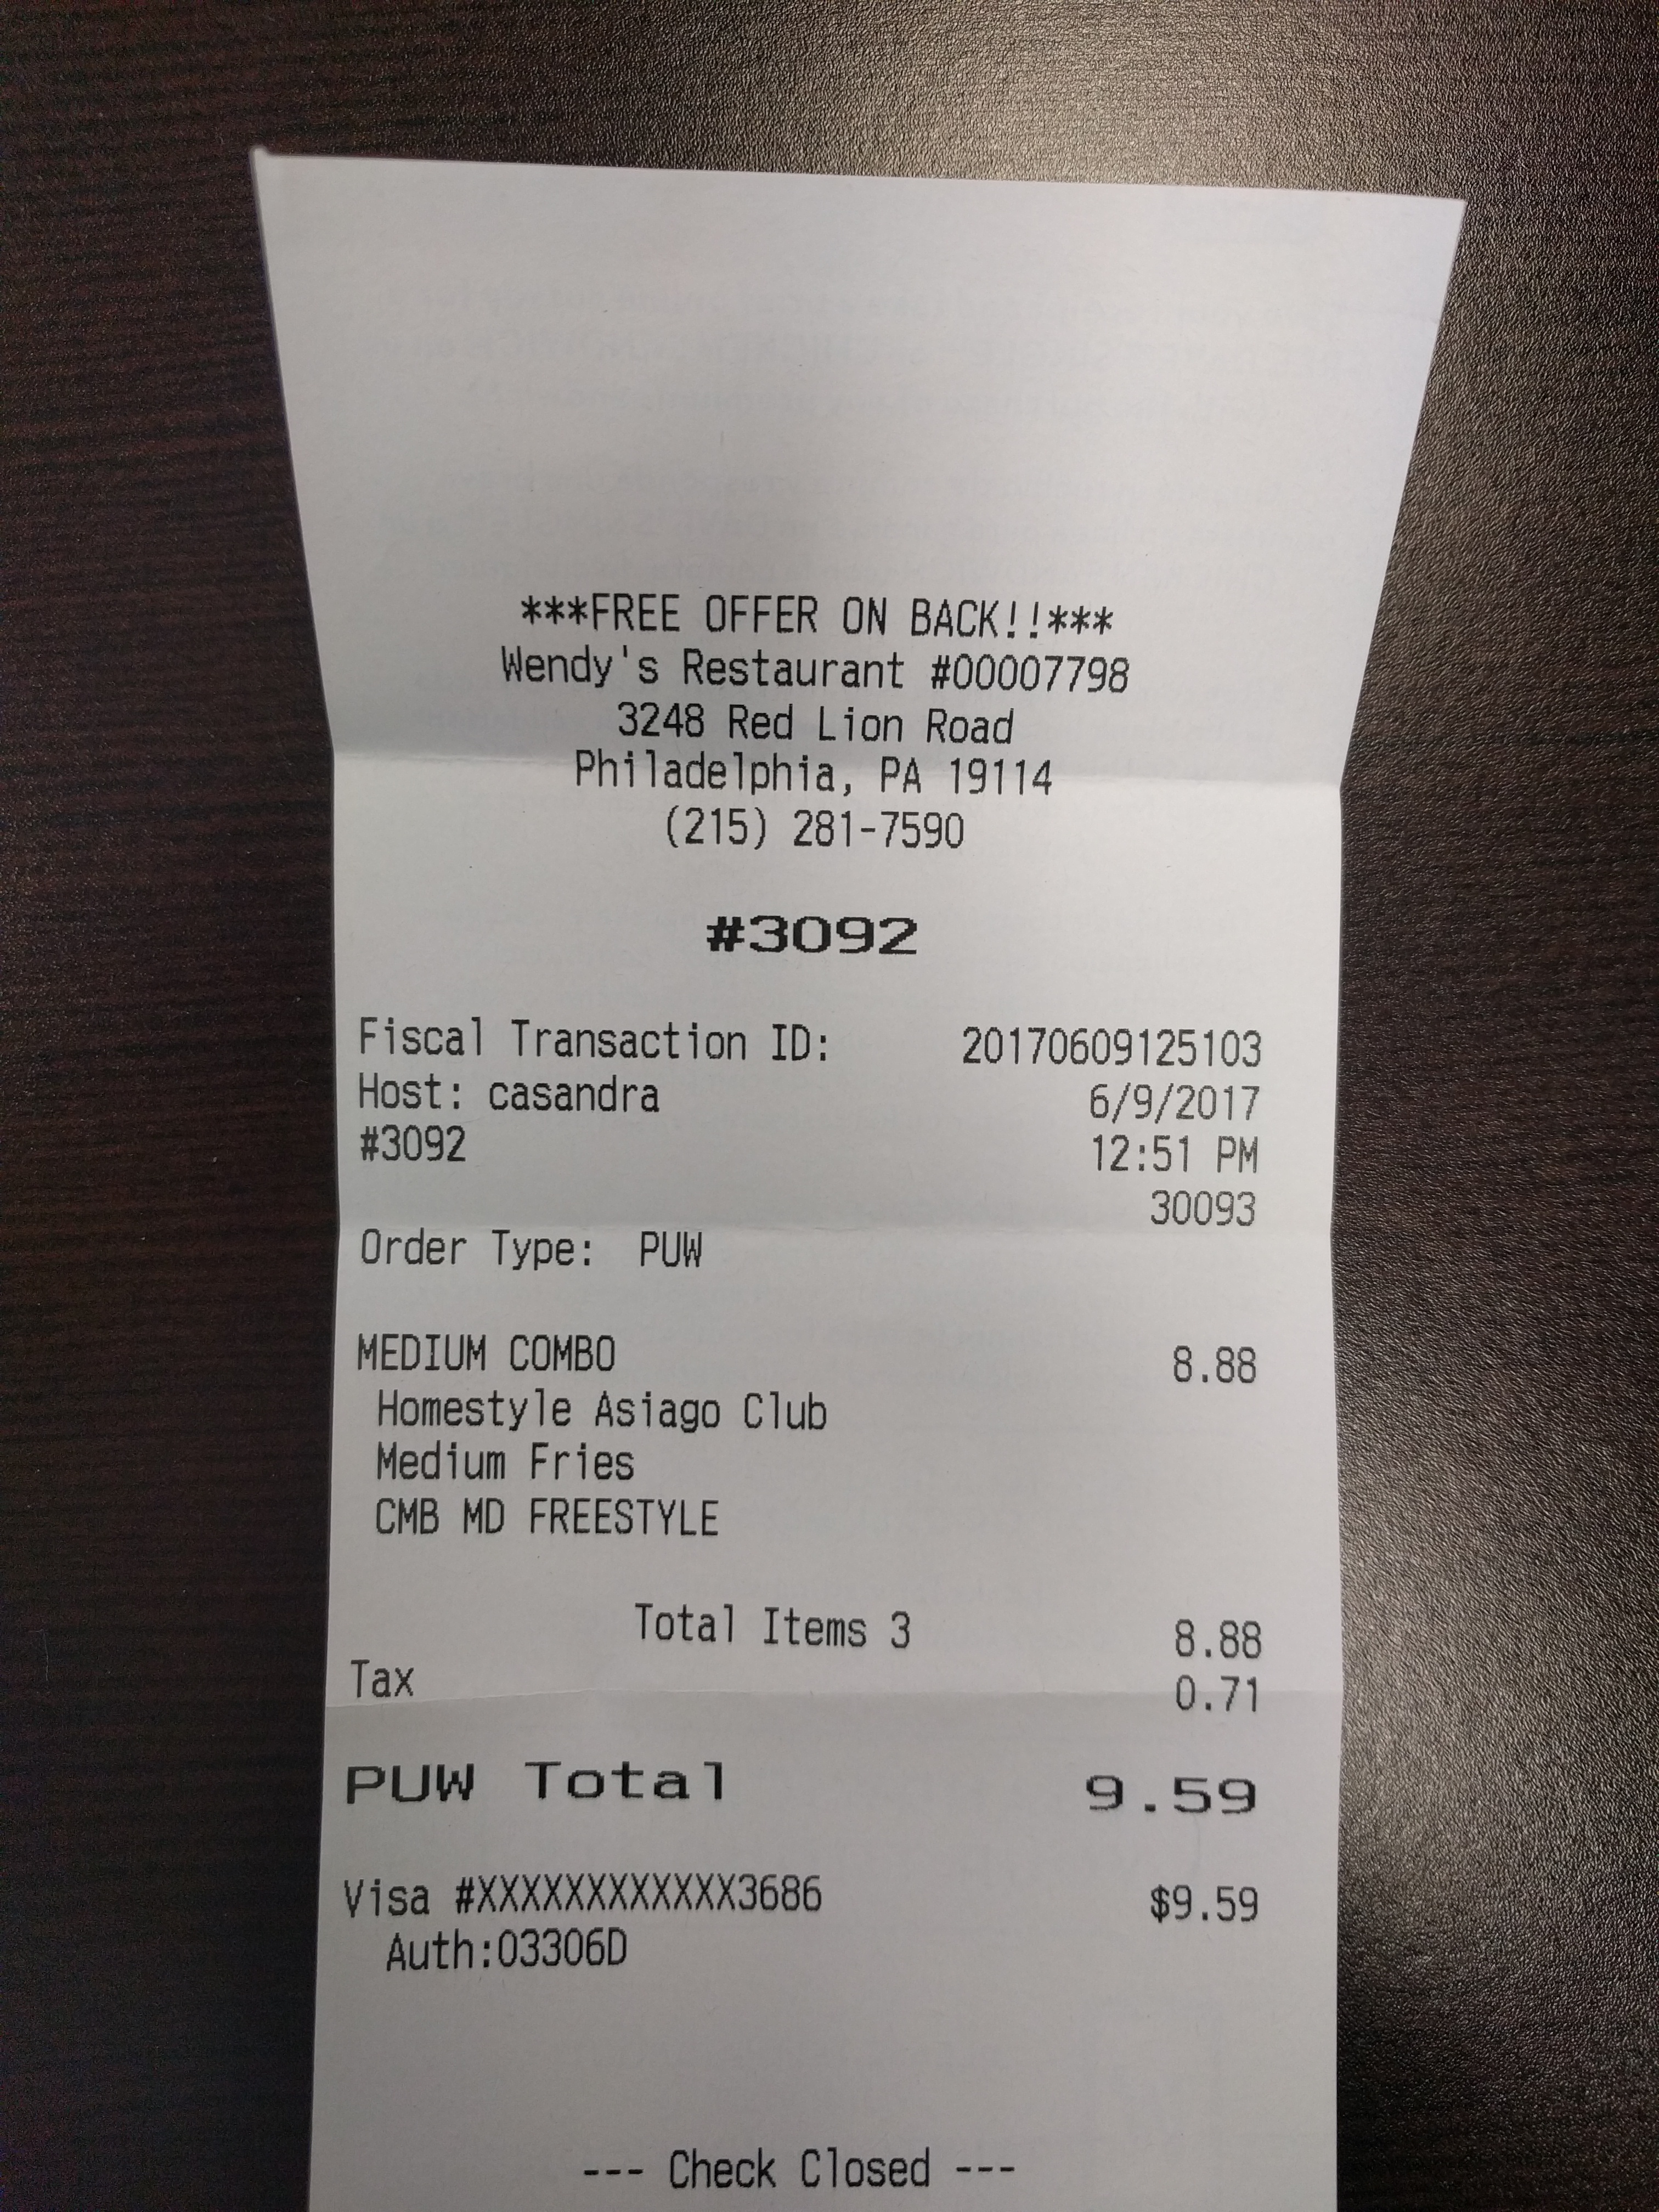 ***FREE OFFER ON BACK!!***
Wendy's Restaurant #00007798
3248 Red Lion Road
Philadelphia, PA 19114
(215) 281-7590
#3092
Fiscal Transaction ID: 20170609125103
Host: casandra 6/9/2017
#3092 12:51 PM
30093
Order Type: PUW
MEDIUM COMBO 8.88
Homestyle Asiago Club
Medium Fries
CMB MD FREESTYLE
Total Items 3 8.88
Tax 0.71
PUW Total 9.59
Visa #XXXXXXXXXXXX3686 $9.59
Auth:03306D
--- Check Closed ---